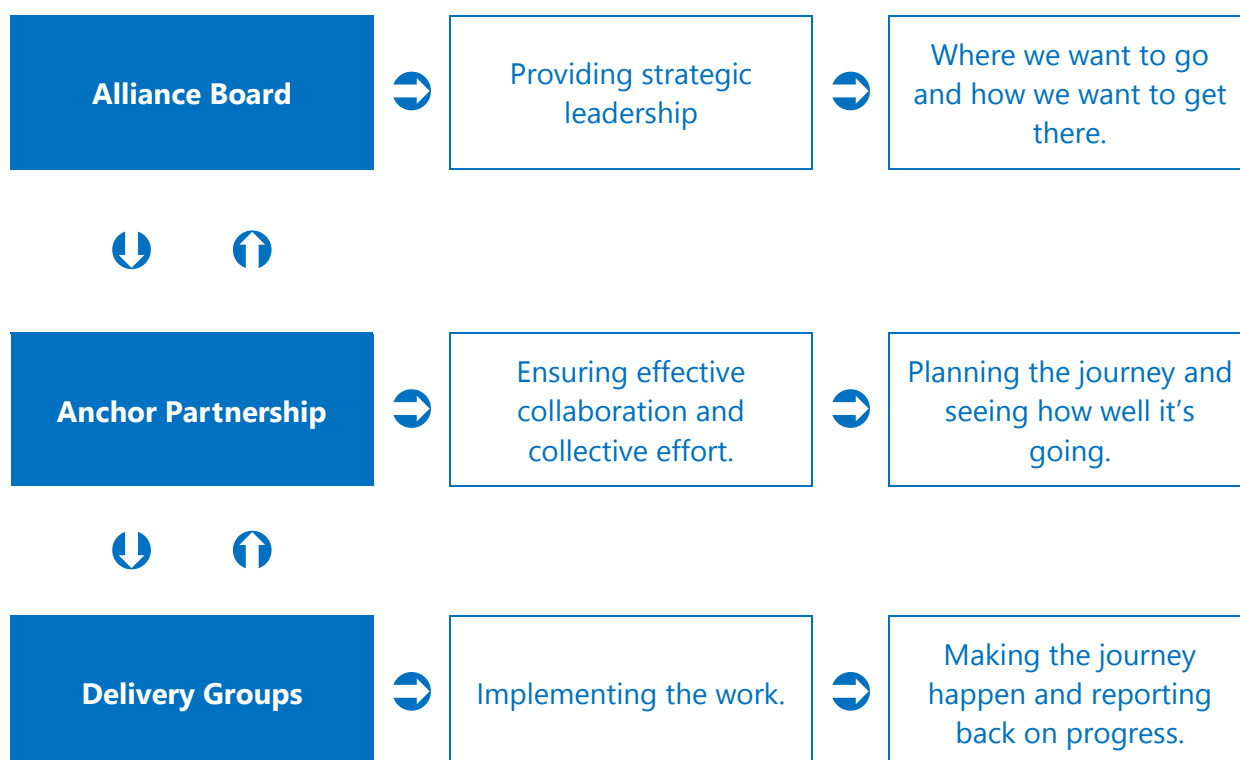 Alliance Board
Providing strategic
leadership
Where we want to go
and how we want to get
there.
Anchor Partnership
Ensuring effective
collaboration and
collective effort.
Planning the journey and
seeing how well it’s
going.
Delivery Groups
Implementing the work.
Making the journey
happen and reporting
back on progress.